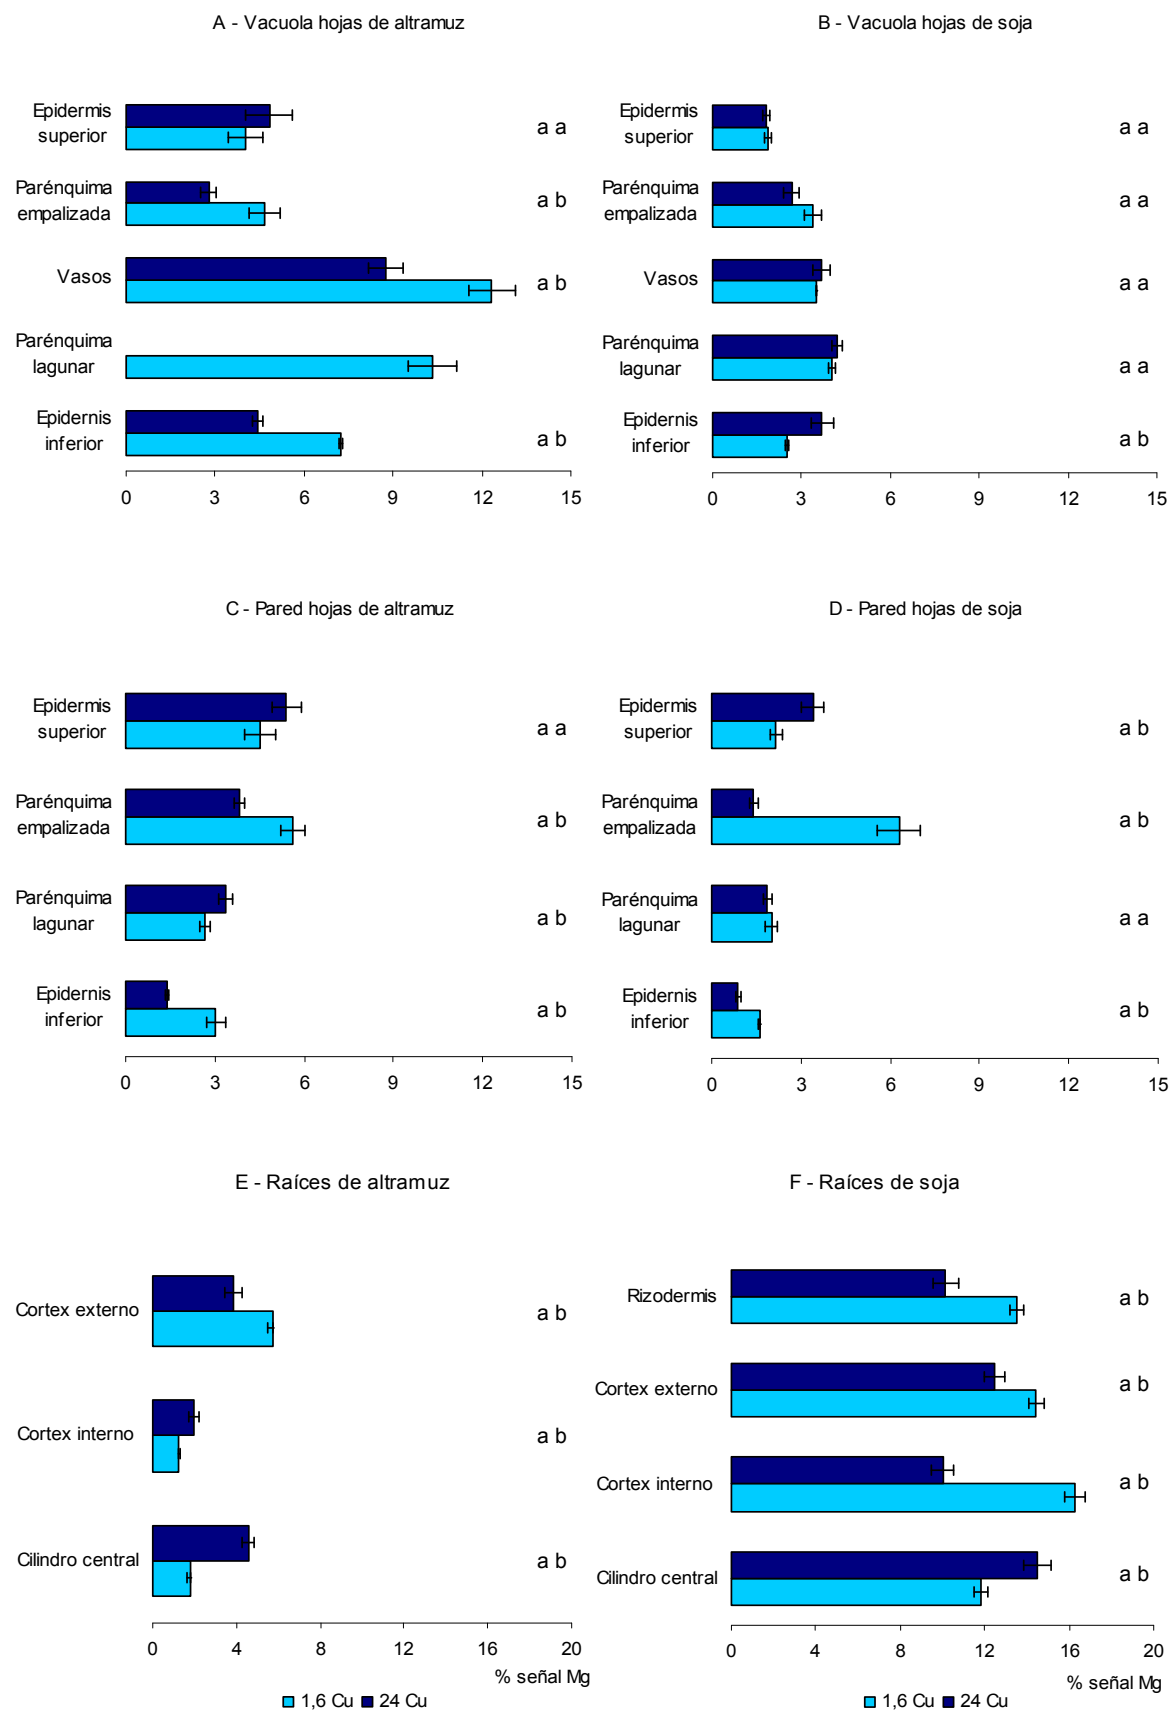 A - Vacuola hojas de altramuz
Epidermis
superior
a a
Parénquima
empalizada
a b
Vasos
a b
Parénquima
lagunar
Epidernis
inferior
a b
0 3 6 9 12 15
B - Vacuola hojas de soja
Epidermis
superior
a a
Parénquima
empalizada
a a
Vasos
a a
Parénquima
lagunar
a a
Epidernis
inferior
a b
0 3 6 9 12 15
C - Pared hojas de altramuz
Epidermis
superior
a a
Parénquima
empalizada
a b
Parénquima
lagunar
a b
Epidernis
inferior
a b
0 3 6 9 12 15
D - Pared hojas de soja
Epidermis
superior
a b
Parénquima
empalizada
a b
Parénquima
lagunar
a a
Epidernis
inferior
a b
0 3 6 9 12 15
E - Raíces de altramuz
Cortex externo
a b
Cortex interno
a b
Cilindro central
a b
0 4 8 12 16 20
% señal Mg
1,6 Cu 24 Cu
F - Raíces de soja
Rizodermis
a b
Cortex externo
a b
Cortex interno
a b
Cilindro central
a b
0 4 8 12 16 20
% señal Mg
1,6 Cu 24 Cu